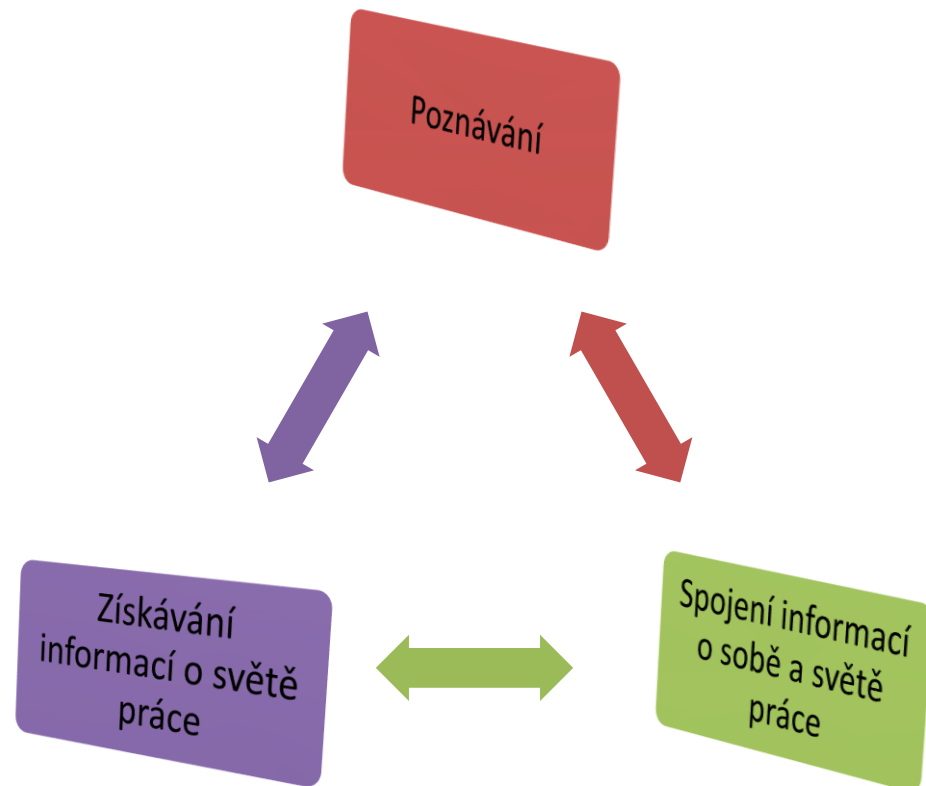 Poznávání
Získávání
informací o světě
práce
Spojení informací
o sobě a světě
práce